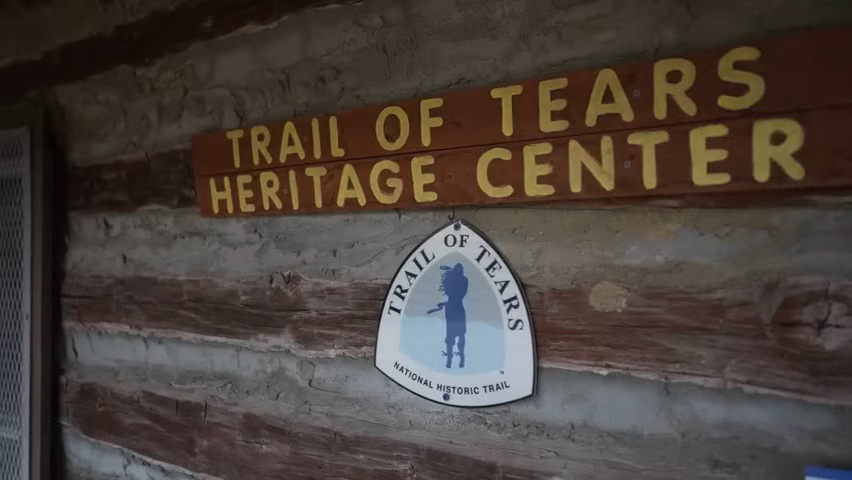 TRAIL OF TEARS
HERITAGE CENTER
TRAIL OF TEARS
NATIONAL HISTORIC TRAIL